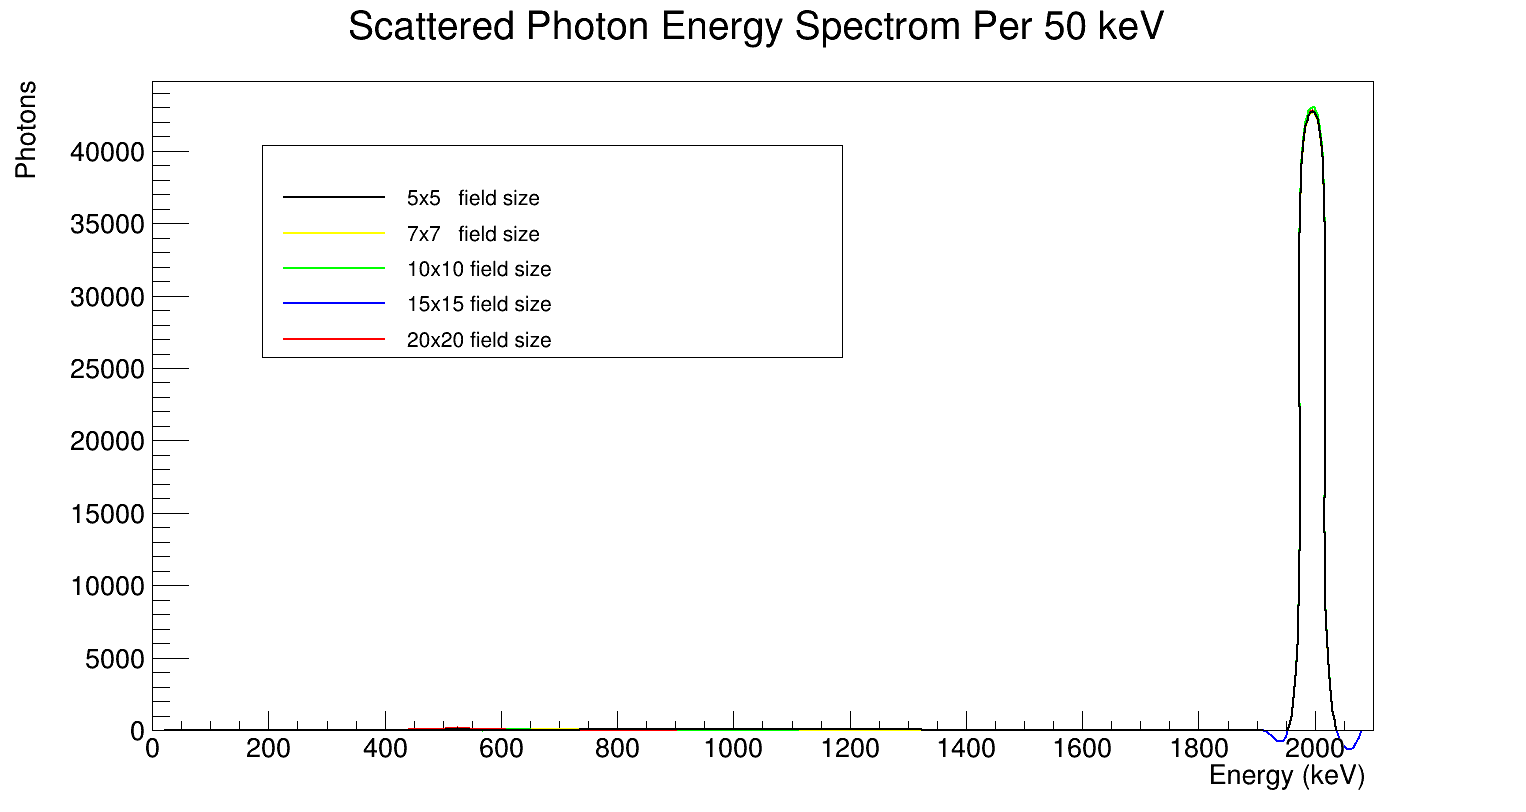 Scattered Photon Energy Spectrom Per 50 keV
Photons
40000
35000
30000
25000
20000
15000
10000
5000
0
5x5 field size
7x7 field size
10x10 field size
15x15 field size
20x20 field size
0 200 400 600 800 1000 1200 1400 1600 1800 2000
Energy (keV)